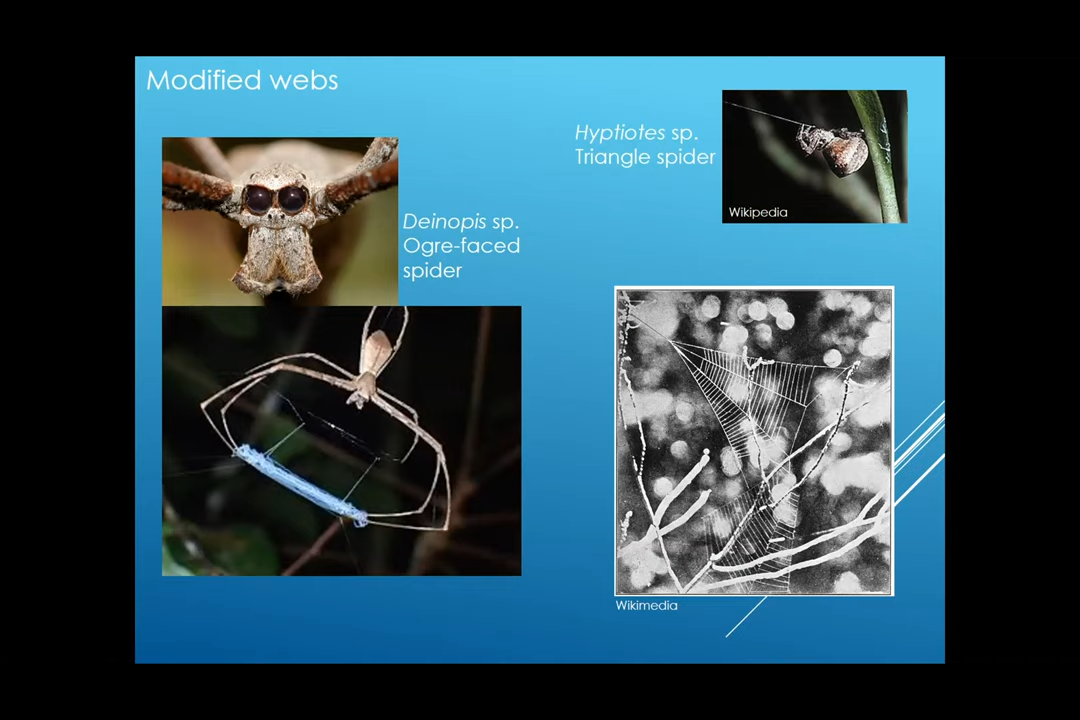 Modified webs
Deinopis sp.
Ogre-faced
spider
Hyptiotes sp.
Triangle spider
Wikipedia
Wikimedia